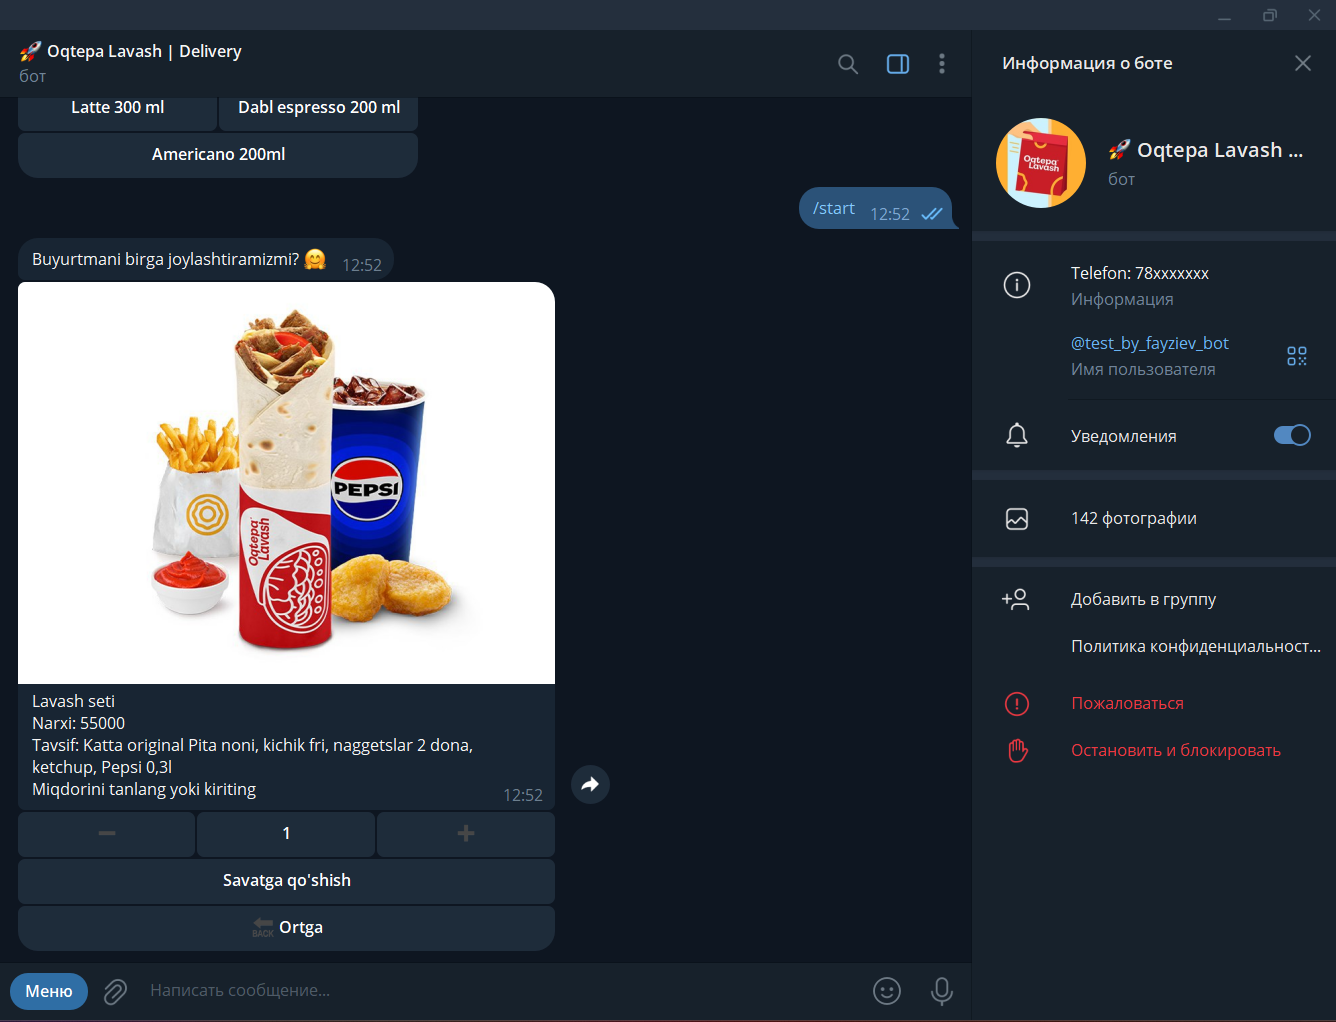 🚀 Oqtepa Lavash | Delivery
бот
Latte 300 ml
Dabl espresso 200 ml
Americano 200ml
/start 12:52
Buyurtmani birga joylashtiramizmi? 🤗 12:52
PEPSI
Oqtepa Lavash
Lavash seti
Narxi: 55000
Tavsif: Katta original Pita noni, kichik fri, naggetslar 2 dona,
ketchup, Pepsi 0,3l
Miqdorini tanlang yoki kiriting
12:52
➖ 1 ➕
Savatga qo'shish
🔙 Ortga
Меню
Написать сообщение...
Информация о боте
Oqtepa Lavash
🚀 Oqtepa Lavash ...
бот
Telefon: 78xxxxxxx
Информация
@test_by_fayziev_bot
Имя пользователя
Уведомления
142 фотографии
Добавить в группу
Политика конфиденциальност...
Пожаловаться
Остановить и блокировать